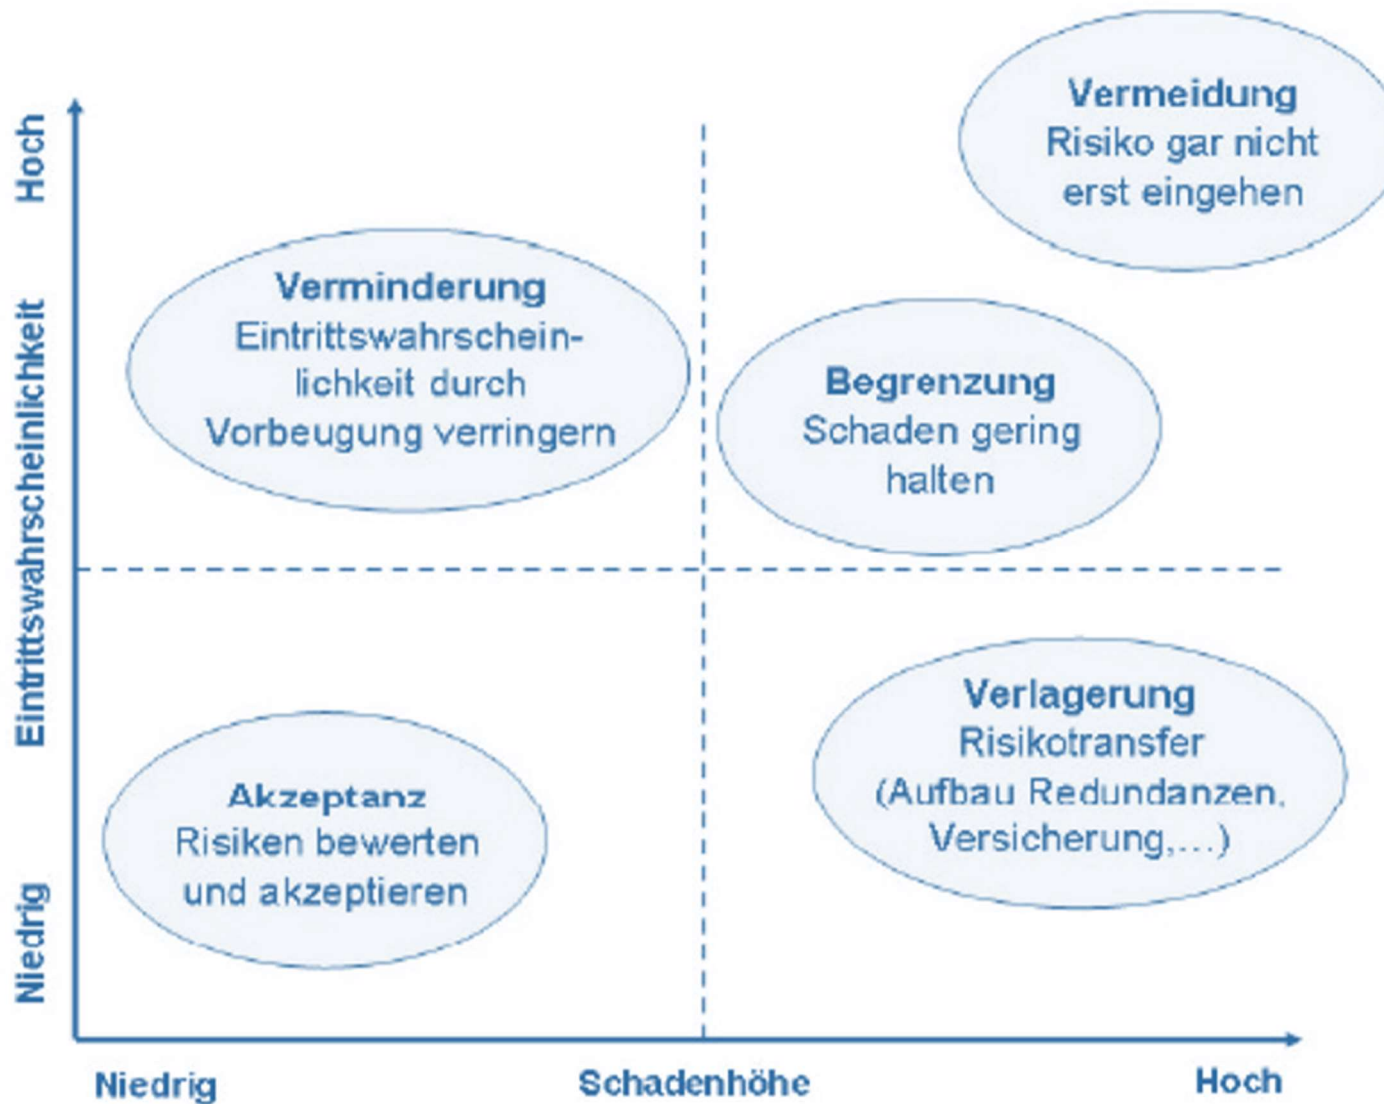 Vermeidung
Risiko gar nicht
erst eingehen
Hoch
Verminderung
Eintrittswahrschein-
lichkeit durch
Vorbeugung verringern
Begrenzung
Schaden gering
halten
Eintrittswahrscheinlichkeit
Verlagerung
Risikotransfer
(Aufbau Redundanzen,
Versicherung,...)
Akzeptanz
Risiken bewerten
und akzeptieren
Niedrig
Niedrig
Schadenhöhe
Hoch